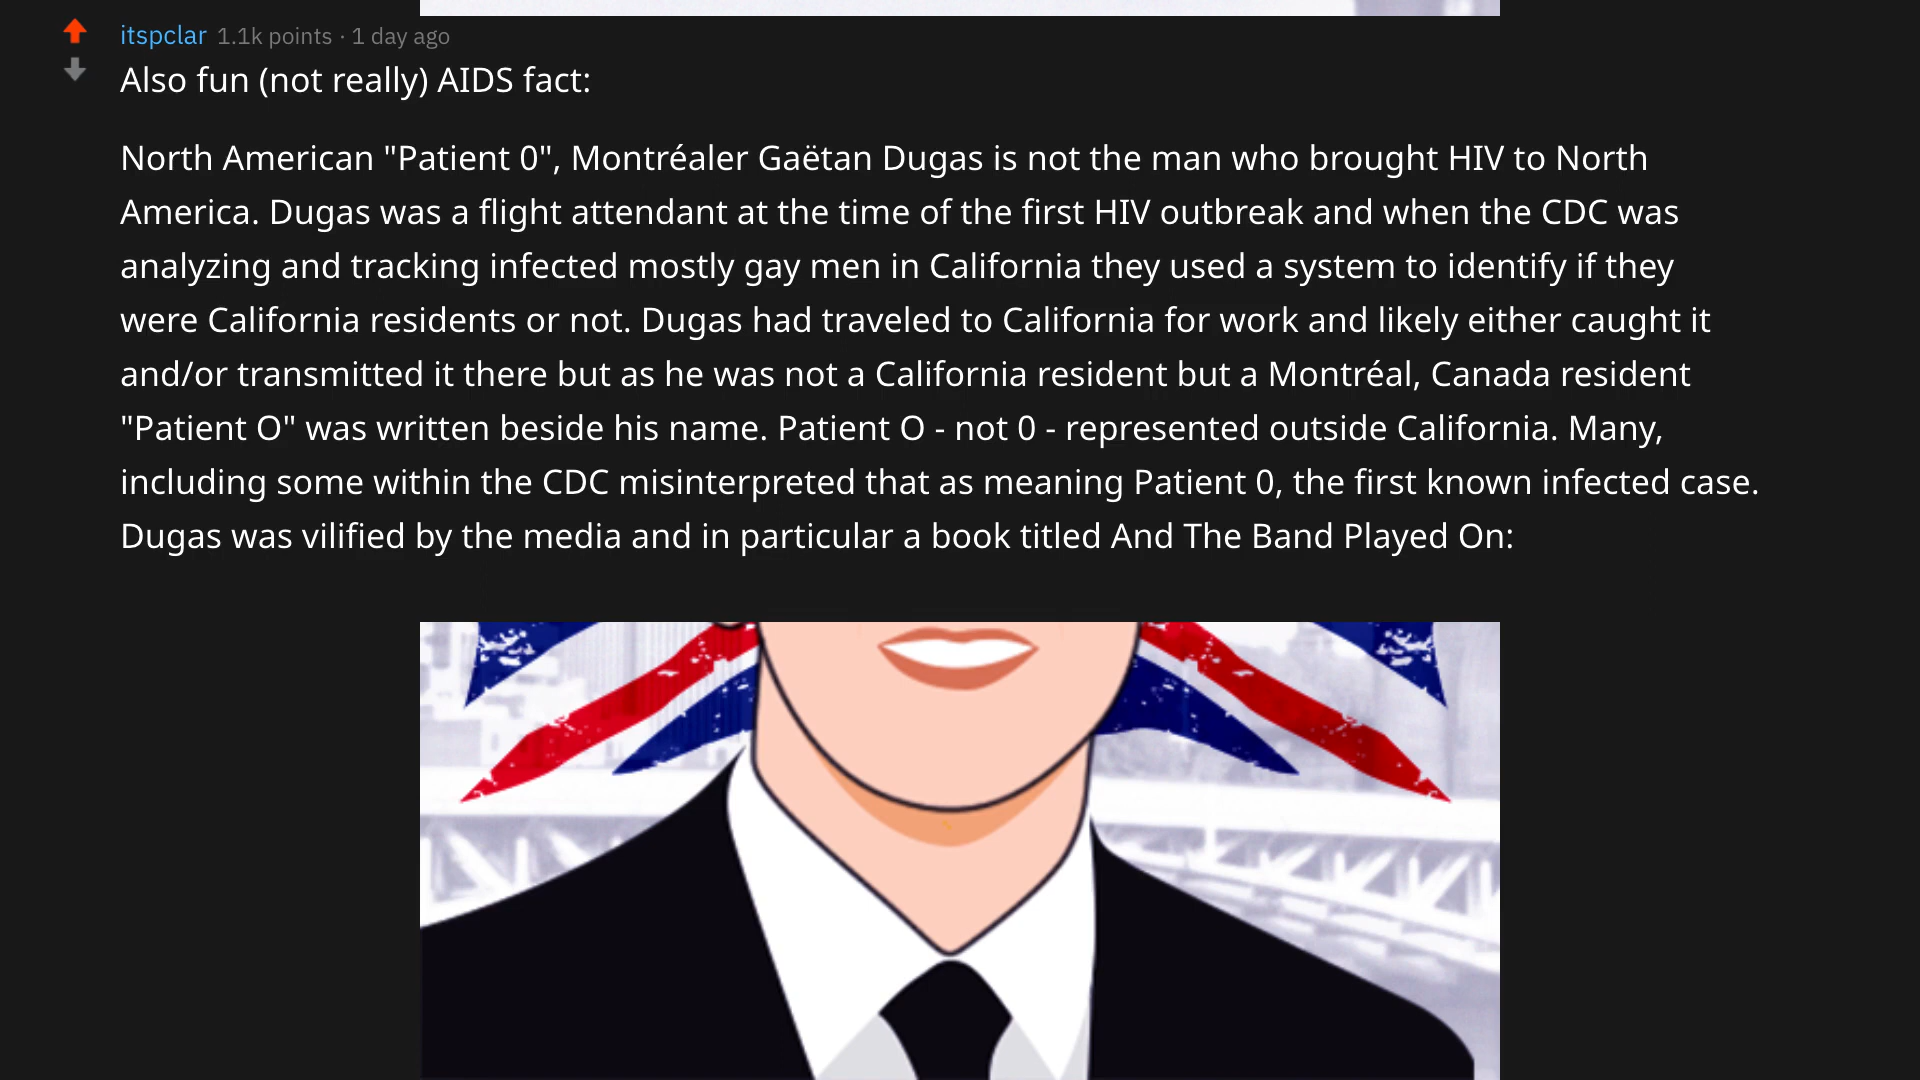 itspclar 1.1k points · 1 day ago
Also fun (not really) AIDS fact:
North American "Patient 0", Montréaler Gaëtan Dugas is not the man who brought HIV to North
America. Dugas was a flight attendant at the time of the first HIV outbreak and when the CDC was
analyzing and tracking infected mostly gay men in California they used a system to identify if they
were California residents or not. Dugas had traveled to California for work and likely either caught it
and/or transmitted it there but as he was not a California resident but a Montréal, Canada resident
"Patient O" was written beside his name. Patient O - not 0 - represented outside California. Many,
including some within the CDC misinterpreted that as meaning Patient 0, the first known infected case.
Dugas was vilified by the media and in particular a book titled And The Band Played On: